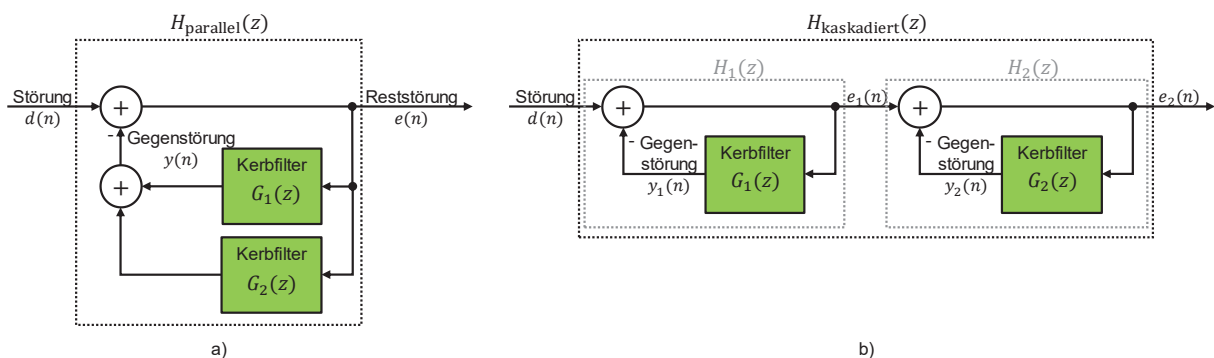 H_parallel(z)
Störung
d(n)
+
-
Gegenstörung
y(n)
+
Kerbfilter
G_1(z)
Kerbfilter
G_2(z)
Reststörung
e(n)
a)
H_kaskadiert(z)
H_1(z)
Störung
d(n)
+
-
Gegen-
störung
y_1(n)
Kerbfilter
G_1(z)
e_1(n)
H_2(z)
+
-
Gegen-
störung
y_2(n)
Kerbfilter
G_2(z)
e_2(n)
b)